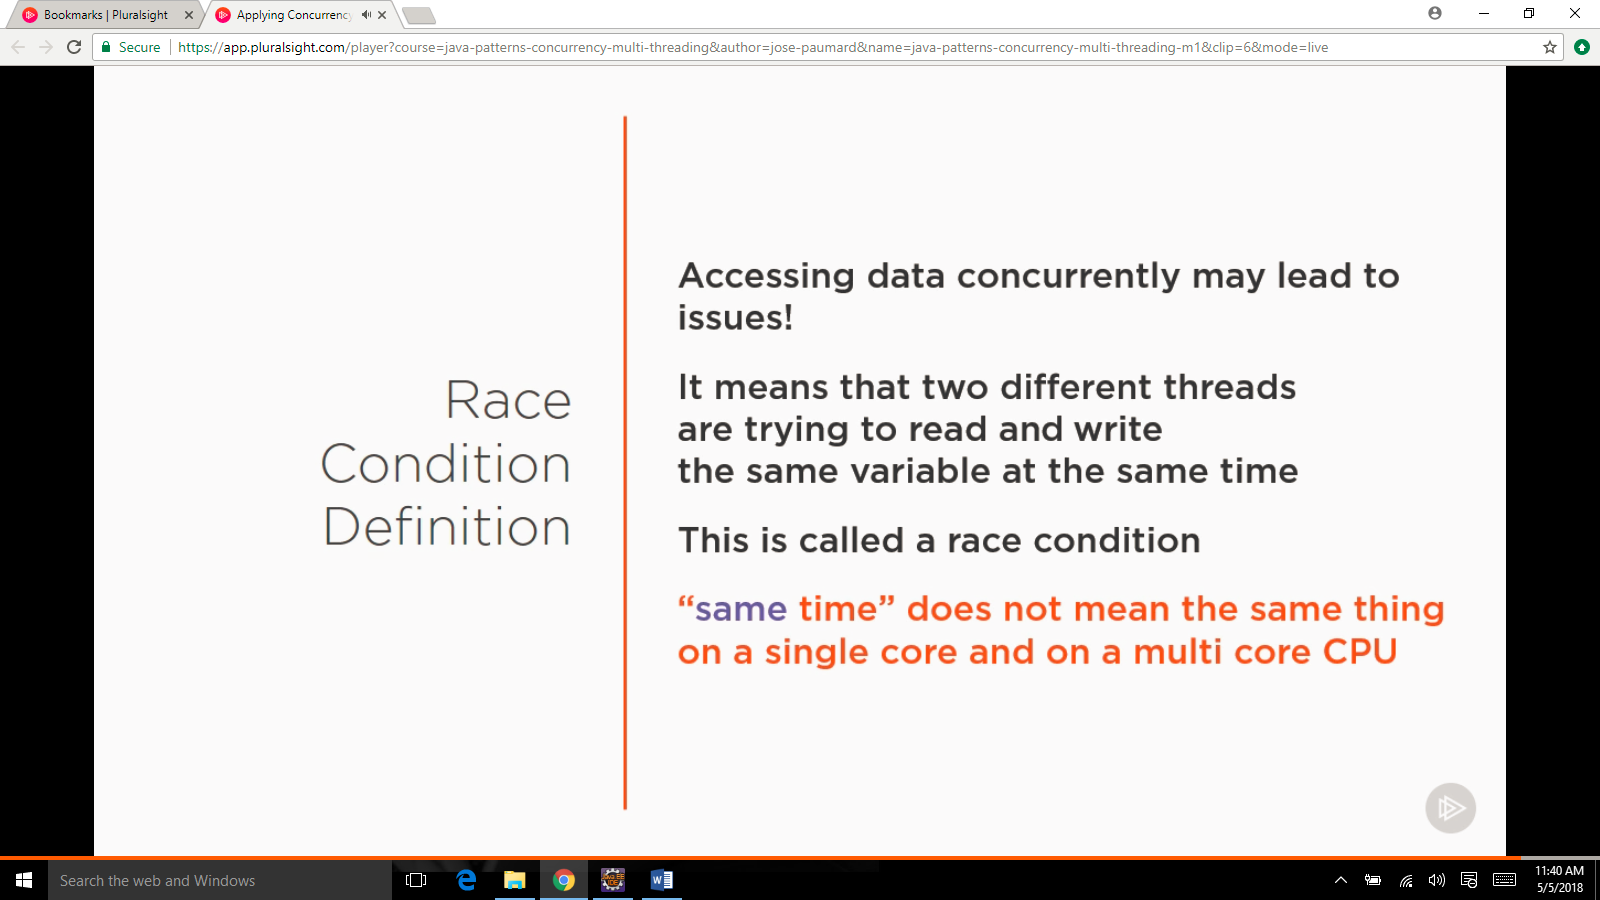 Bookmarks | Pluralsight
Applying Concurrency
Secure
https://app.pluralsight.com/player?course=java-patterns-concurrency-multi-threading&author=jose-paumard&name=java-patterns-concurrency-multi-threading-m1&clip=6&mode=live
Race
Condition
Definition
Accessing data concurrently may lead to
issues!
It means that two different threads
are trying to read and write
the same variable at the same time
This is called a race condition
“same time” does not mean the same thing
on a single core and on a multi core CPU
Search the web and Windows
11:40 AM
5/5/2018